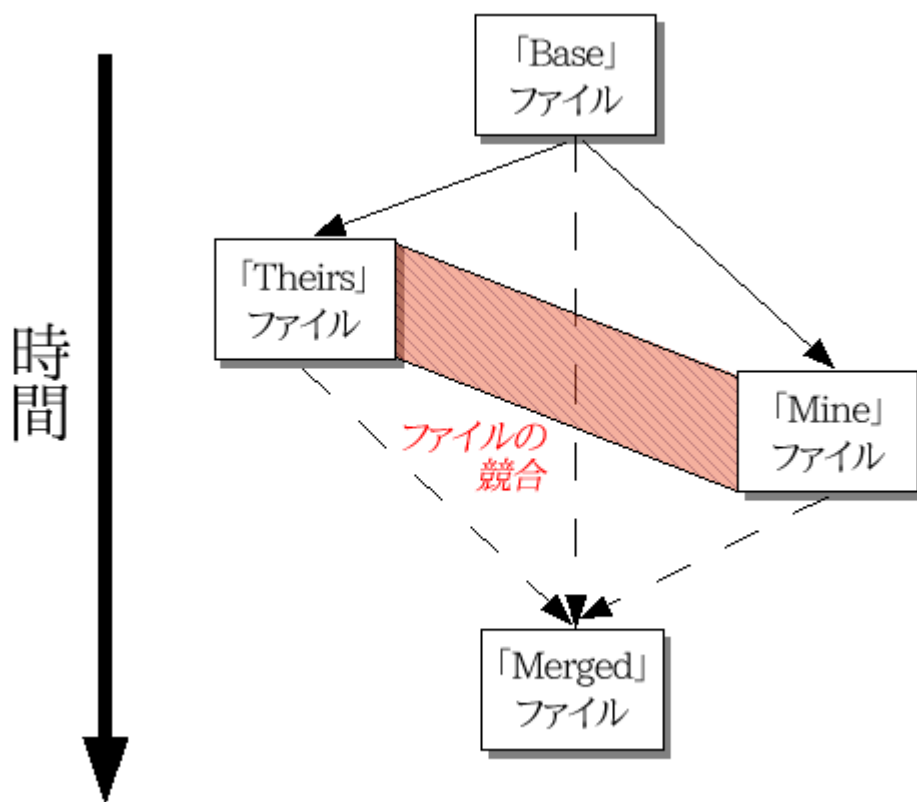 「Base」
ファイル
「Theirs」
ファイル
時間
「Mine」
ファイル
ファイルの
競合
「Merged」
ファイル